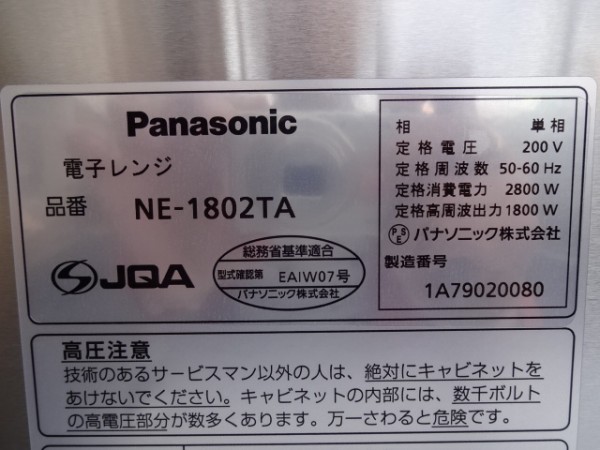 Panasonic
電子レンジ
品番 NE-1802TA
JQA
総務省基準適合
型式確認第 EAIW07号
パナソニック株式会社
相 単相
定格電圧 200V
定格周波数 50-60Hz
定格消費電力 2800W
定格高周波出力 1800W
PSE パナソニック株式会社
製造番号
1A79020080
高圧注意
技術のあるサービスマン以外の人は、絶対にキャビネットを
あけないでください。キャビネットの内部には、数千ボルト
の高電圧部分が数多くあります。万一さわると危険です。